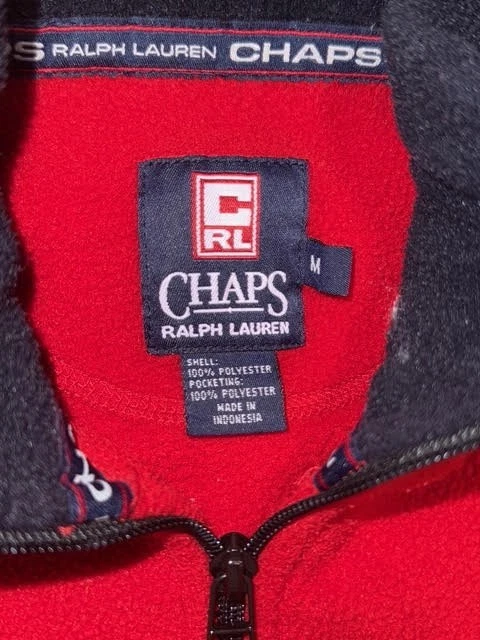 S RALPH LAUREN CHAPS
C
RL
M
CHAPS
RALPH LAUREN
SHELL:
100% POLYESTER
POCKETING:
100% POLYESTER
MADE IN
INDONESIA